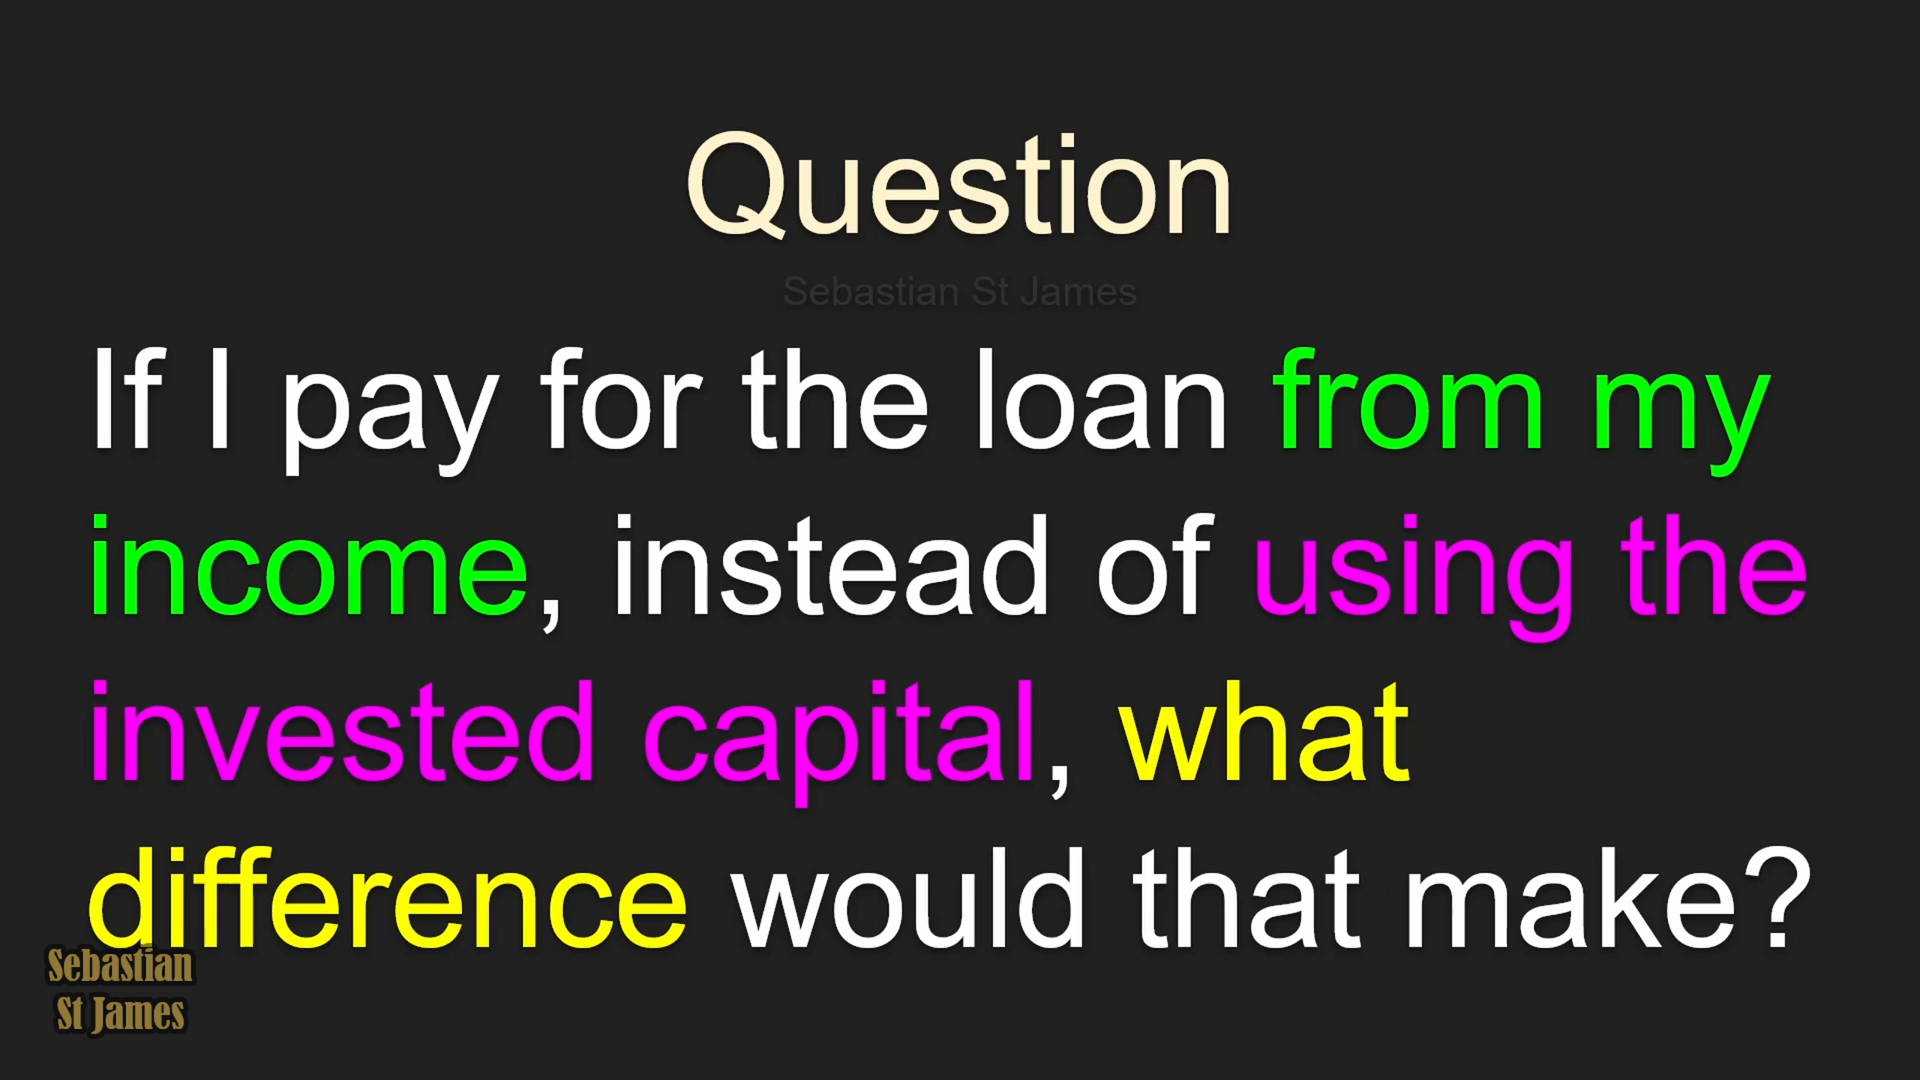 Question
Sebastian St James
If I pay for the loan from my
income, instead of using the
invested capital, what
difference would that make?
Sebastian
St James